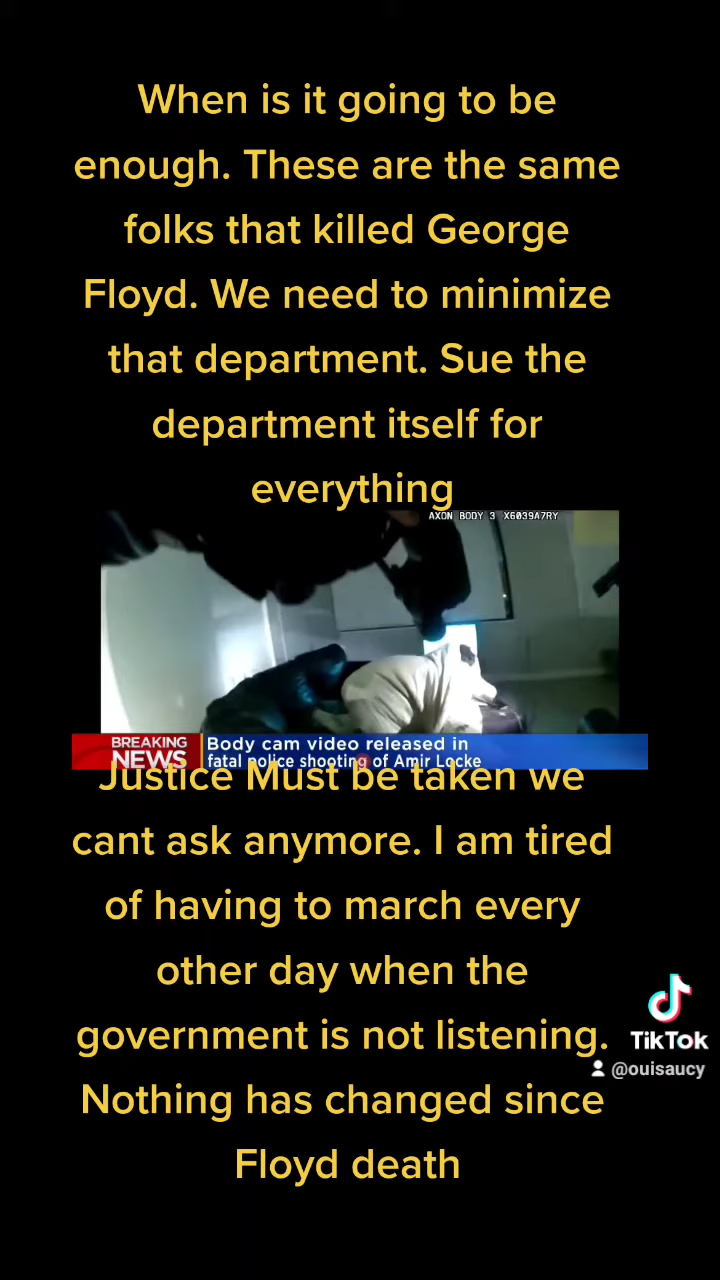 When is it going to be
enough. These are the same
folks that killed George
Floyd. We need to minimize
that department. Sue the
department itself for
everything
AXON BODY 3 X6039A7RY
BREAKING
NEWS
Body cam video released in
fatal police shooting of Amir Locke
Justice Must be taken we
cant ask anymore. I am tired
of having to march every
other day when the
government is not listening.
Nothing has changed since
Floyd death
TikTok
@ouisaucy